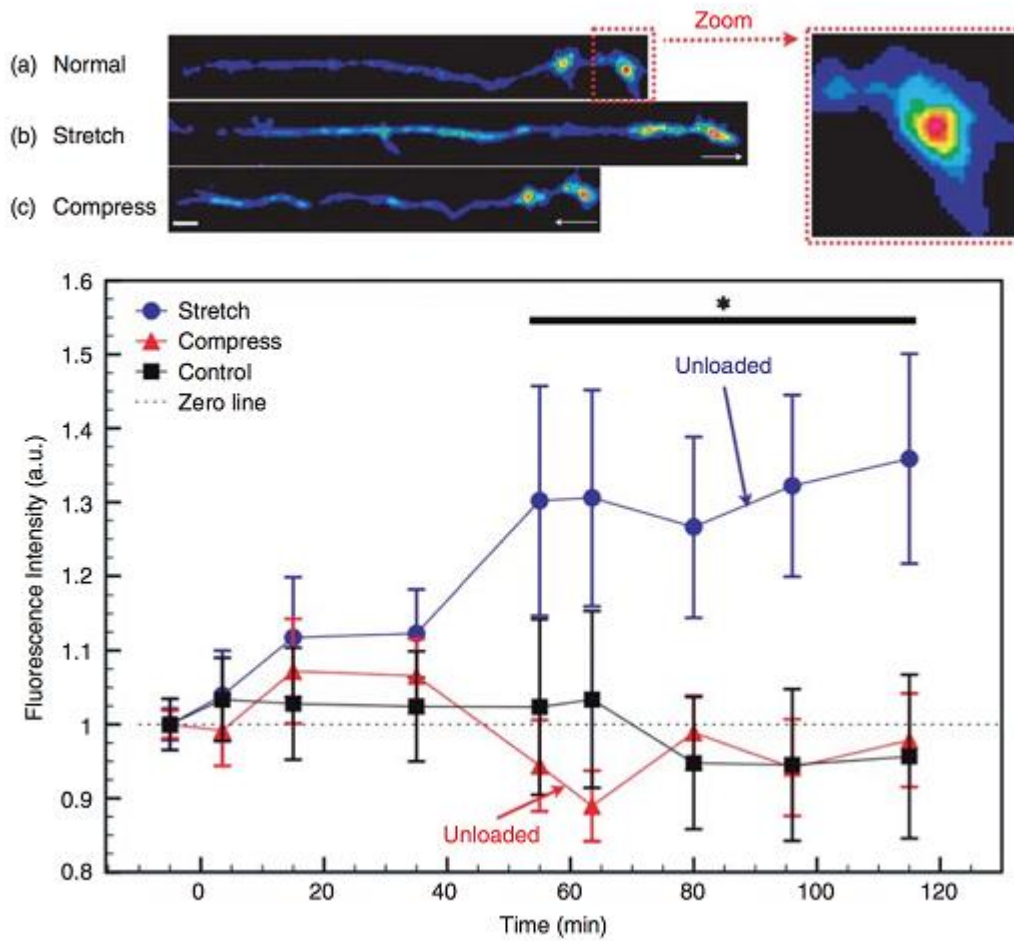 Zoom
(a) Normal
(b) Stretch
(c) Compress
1.6
1.5
1.4
1.3
1.2
1.1
1
0.9
0.8
Fluorescence Intensity (a.u.)
Stretch
Compress
Control
Zero line
*
Unloaded
Unloaded
0 20 40 60 80 100 120
Time (min)